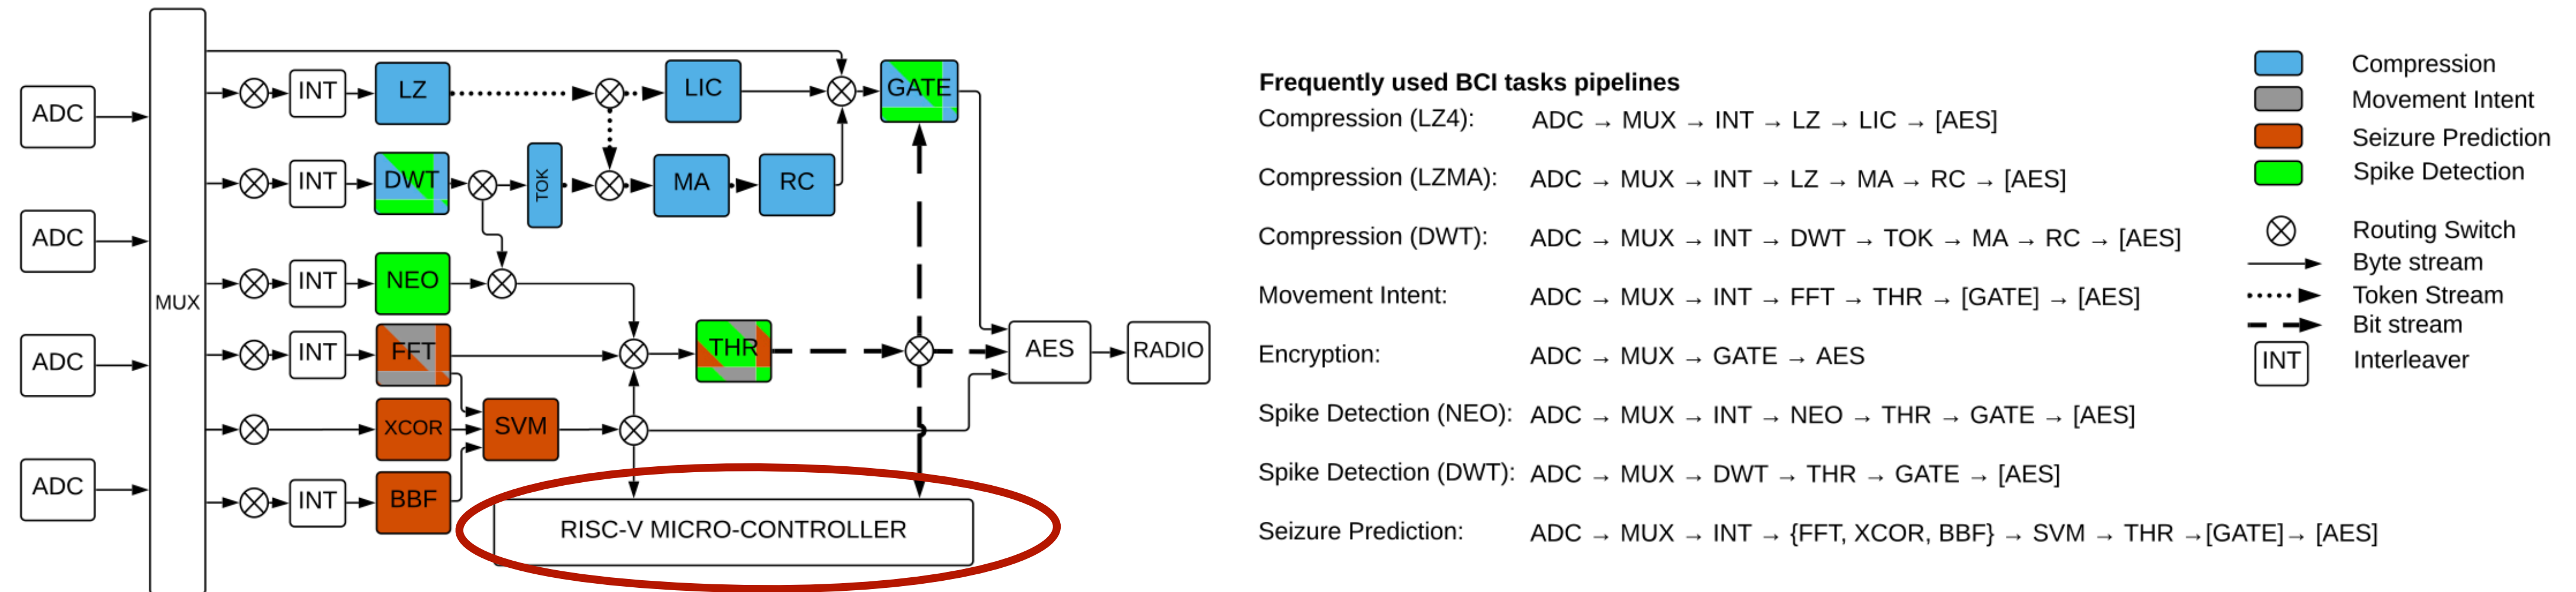 ADC
ADC
ADC
ADC
MUX
INT
LZ
LIC
GATE
INT
DWT
TOK
MA
RC
INT
NEO
INT
FFT
THR
AES
RADIO
XCOR
SVM
INT
BBF
RISC-V MICRO-CONTROLLER
Frequently used BCI tasks pipelines
Compression (LZ4): ADC → MUX → INT → LZ → LIC → [AES]
Compression (LZMA): ADC → MUX → INT → LZ → MA → RC → [AES]
Compression (DWT): ADC → MUX → INT → DWT → TOK → MA → RC → [AES]
Movement Intent: ADC → MUX → INT → FFT → THR → [GATE] → [AES]
Encryption: ADC → MUX → GATE → AES
Spike Detection (NEO): ADC → MUX → INT → NEO → THR → GATE → [AES]
Spike Detection (DWT): ADC → MUX → DWT → THR → GATE → [AES]
Seizure Prediction: ADC → MUX → INT → {FFT, XCOR, BBF} → SVM → THR →[GATE]→ [AES]
Compression
Movement Intent
Seizure Prediction
Spike Detection
Routing Switch
Byte stream
Token Stream
Bit stream
INT Interleaver